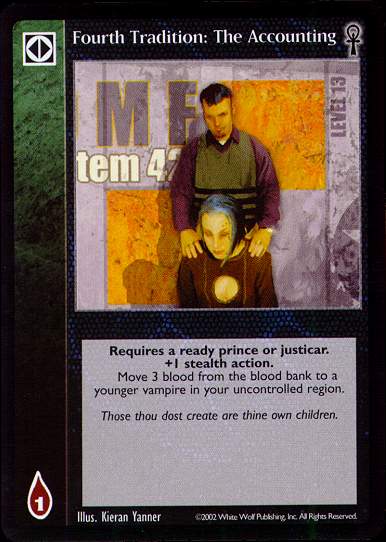 Fourth Tradition: The Accounting
M E
tem 42
LEVEL 13
Requires a ready prince or justicar.
+1 stealth action.
Move 3 blood from the blood bank to a
younger vampire in your uncontrolled region.
Those thou dost create are thine own children.
1
Illus. Kieran Yanner
©2002 White Wolf Publishing, Inc. All Rights Reserved.